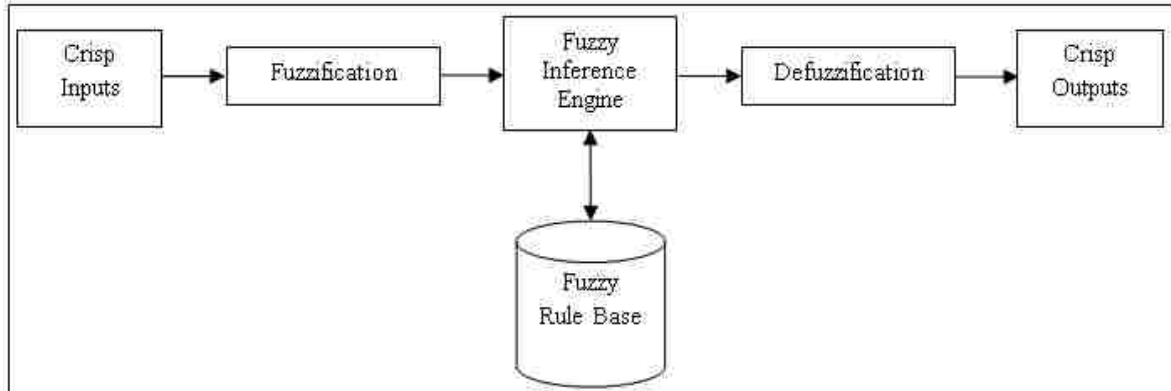 Crisp
Inputs
Fuzzification
Fuzzy
Inference
Engine
Defuzzification
Crisp
Outputs
Fuzzy
Rule Base